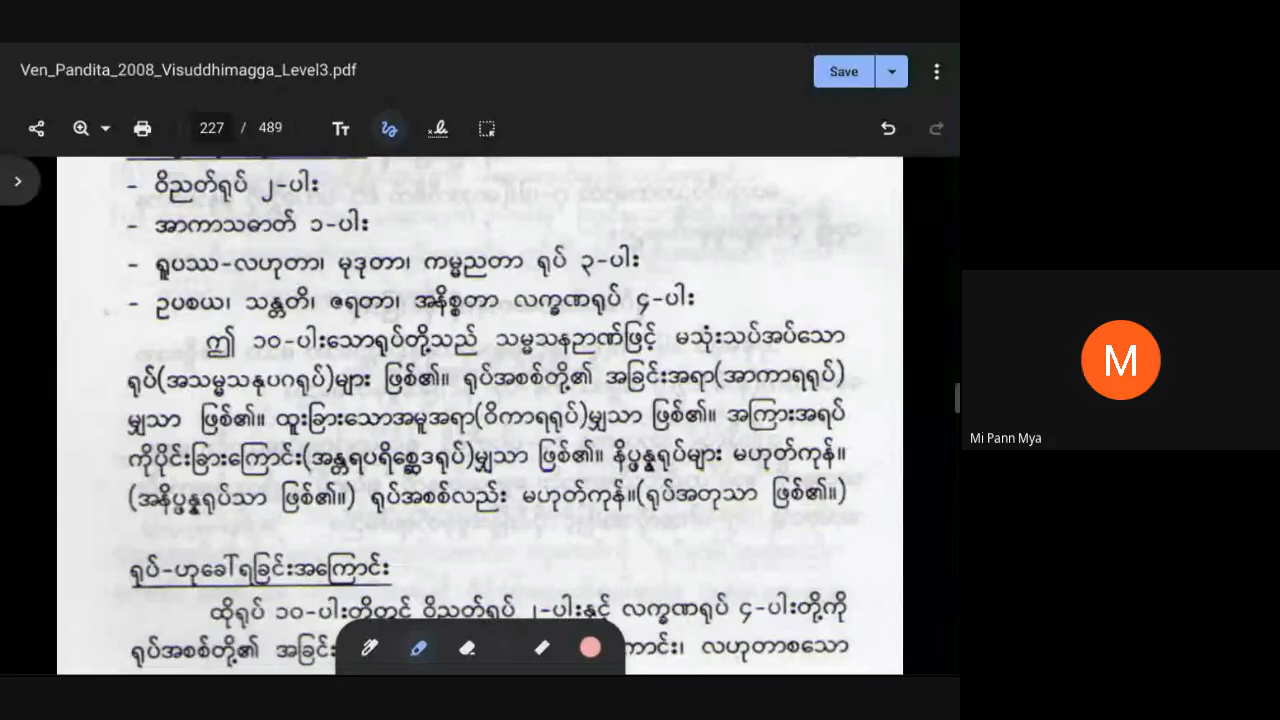 Ven_Pandita_2008_Visuddhimagga_Level3.pdf
Save
227 / 489
- ဝိညတ်ရုပ် ၂-ပါး
- အာကာသဓာတ် ၁-ပါး
- ရူပဿ-လဟုတာ၊ မုဒုတာ၊ ကမ္မညတာ ရုပ် ၃-ပါး
- ဥပစယ၊ သန္တတိ၊ ဇရတာ၊ အနိစ္စတာ လက္ခဏရုပ် ၄-ပါး
ဤ ၁၀-ပါးသောရုပ်တို့သည် သမ္မသနဉာဏ်ဖြင့် မသုံးသပ်အပ်သော
ရုပ်(အသမ္မသနုပဂရုပ်)များ ဖြစ်၏။ ရုပ်အစစ်တို့၏ အခြင်းအရာ(အာကာရရုပ်)
မျှသာ ဖြစ်၏။ ထူးခြားသောအမူအရာ(ဝိကာရရုပ်)မျှသာ ဖြစ်၏။ အကြားအရပ်
ကိုပိုင်းခြားကြောင်း(အန္တရပရိစ္ဆေဒရုပ်)မျှသာ ဖြစ်၏။ နိပ္ဖန္နရုပ်များ မဟုတ်ကုန်။
(အနိပ္ဖန္နရုပ်သာ ဖြစ်၏။) ရုပ်အစစ်လည်း မဟုတ်ကုန်။(ရုပ်အတုသာ ဖြစ်၏။)
ရုပ်-ဟုခေါ်ရခြင်းအကြောင်း
ထိုရုပ် ၁၀-ပါးတို့တွင် ဝိညတ်ရုပ် ၂-ပါးနှင့် လက္ခဏရုပ် ၄-ပါးတို့ကို
ရုပ်အစစ်တို့၏ လဟုတာစသော
M
Mi Pann Mya